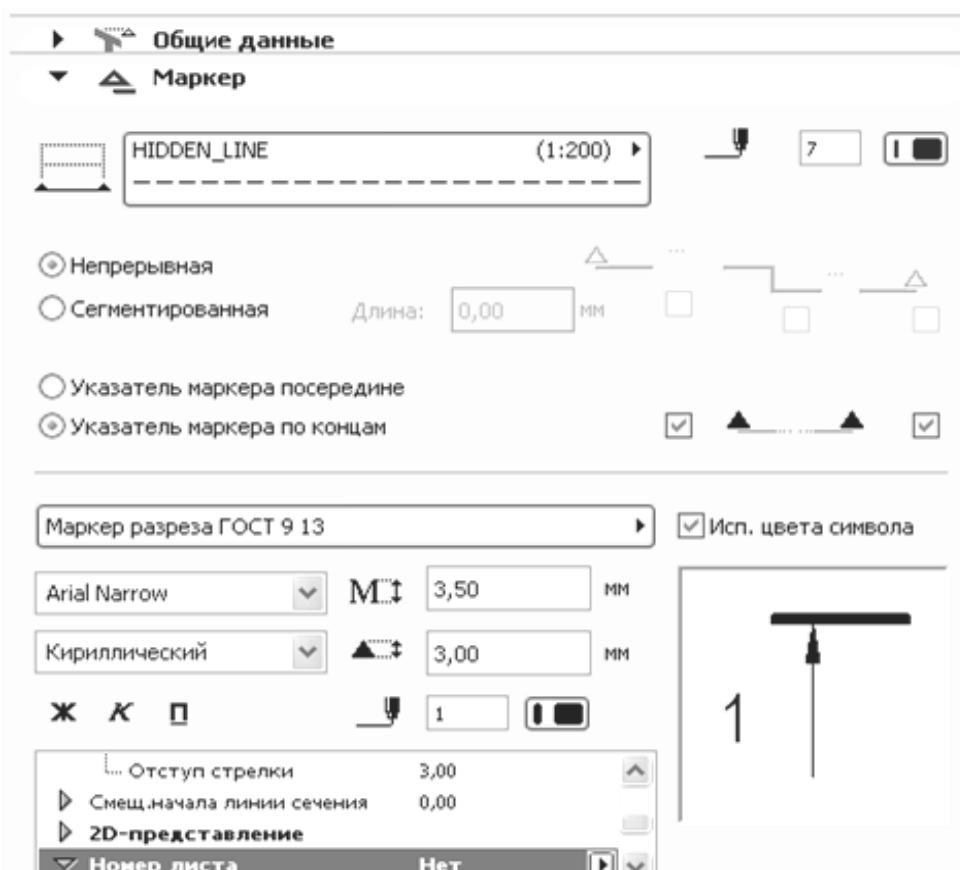 Общие данные
Маркер
HIDDEN_LINE (1:200)
7
Непрерывная
Сегментированная Длина: 0,00 мм
Указатель маркера посередине
Указатель маркера по концам
Маркер разреза ГОСТ 9 13 Исп. цвета символа
Arial Narrow M 3,50 мм
Кириллический 3,00 мм
Ж К П 1
1
Отступ стрелки 3,00
Смещ.начала линии сечения 0,00
2D-представление
Номер листа Нет